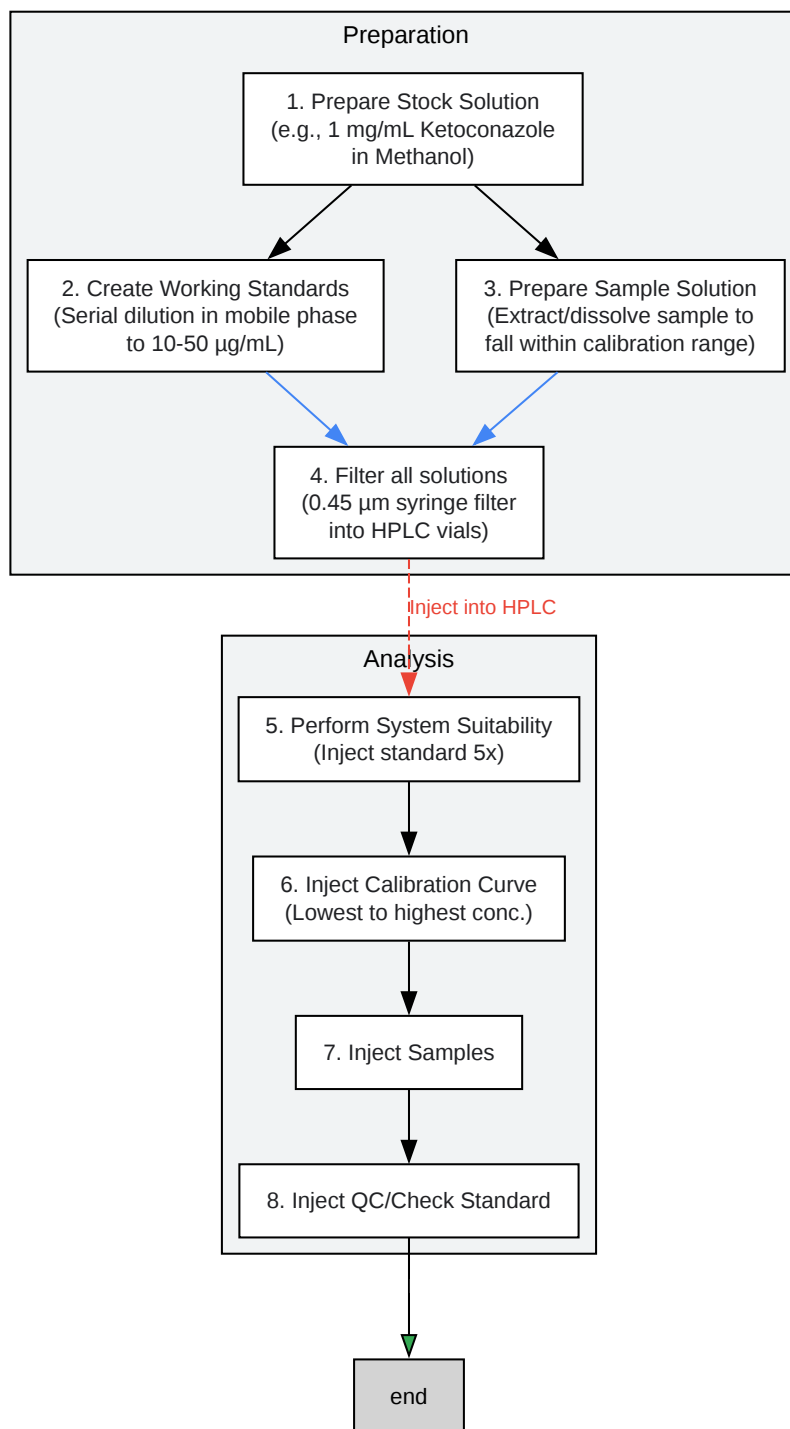 Preparation
1. Prepare Stock Solution
(e.g., 1 mg/mL Ketoconazole
in Methanol)
2. Create Working Standards
(Serial dilution in mobile phase
to 10-50 µg/mL)
3. Prepare Sample Solution
(Extract/dissolve sample to
fall within calibration range)
4. Filter all solutions
(0.45 µm syringe filter
into HPLC vials)
Inject into HPLC
Analysis
5. Perform System Suitability
(Inject standard 5x)
6. Inject Calibration Curve
(Lowest to highest conc.)
7. Inject Samples
8. Inject QC/Check Standard
end